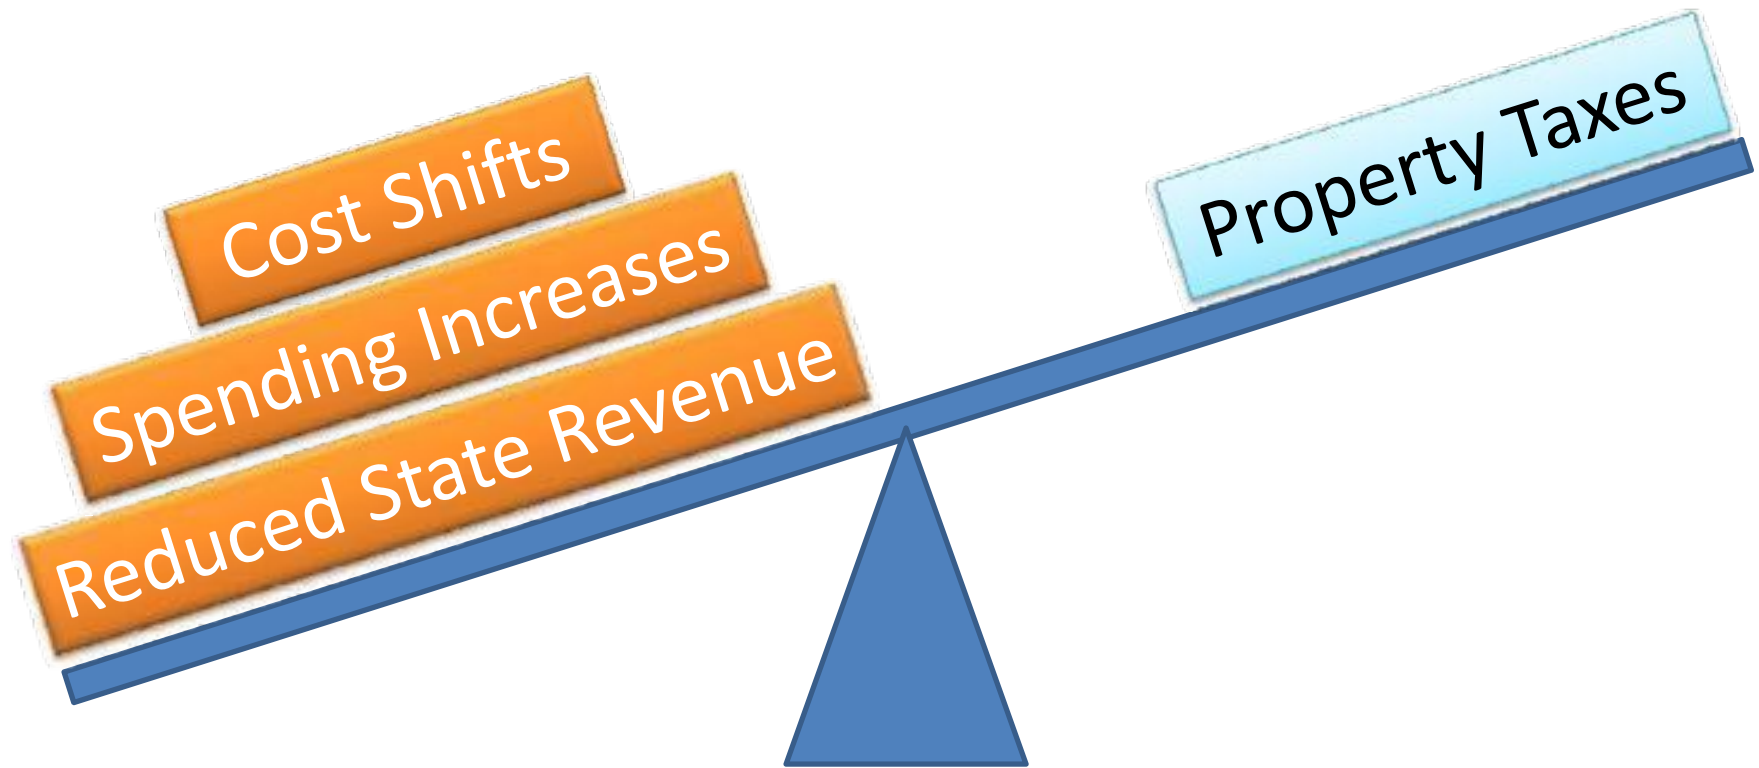 Cost Shifts
Spending Increases
Reduced State Revenue
Property Taxes